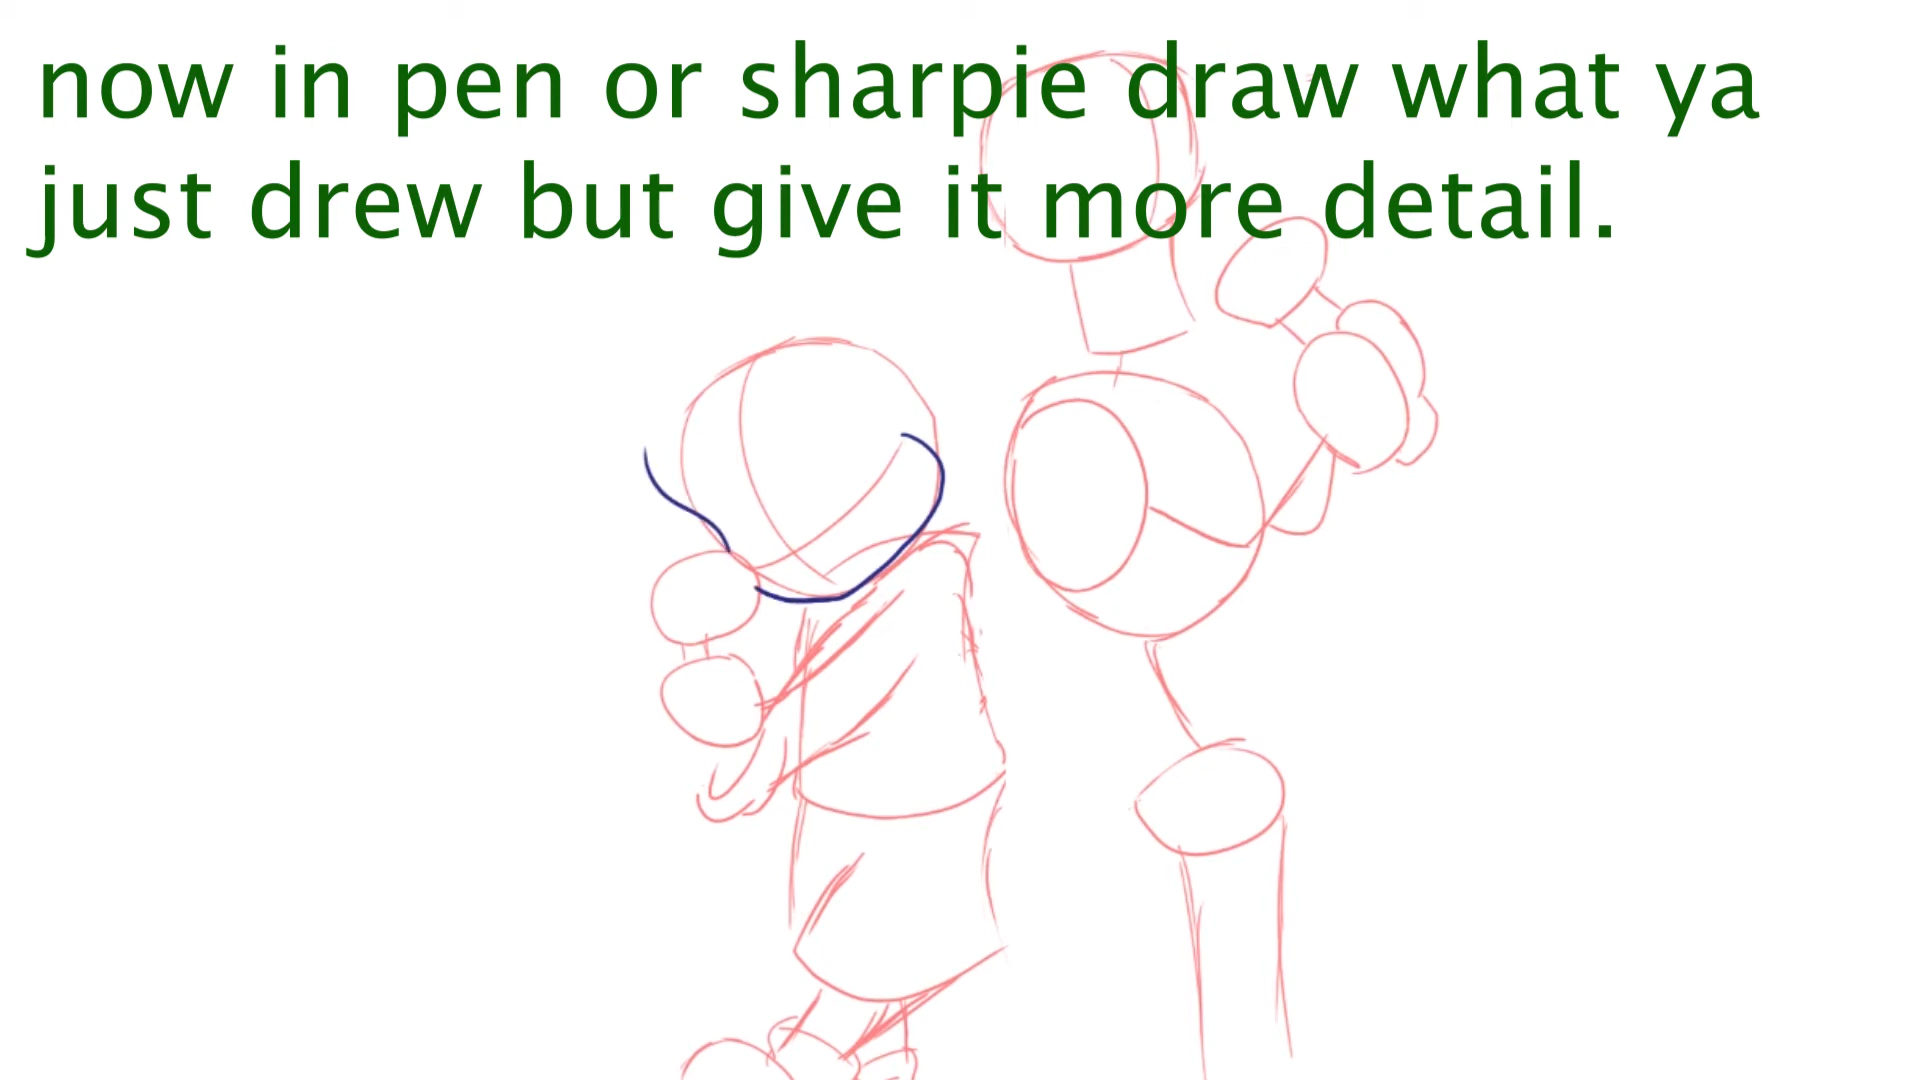 now in pen or sharpie draw what ya
just drew but give it more detail.